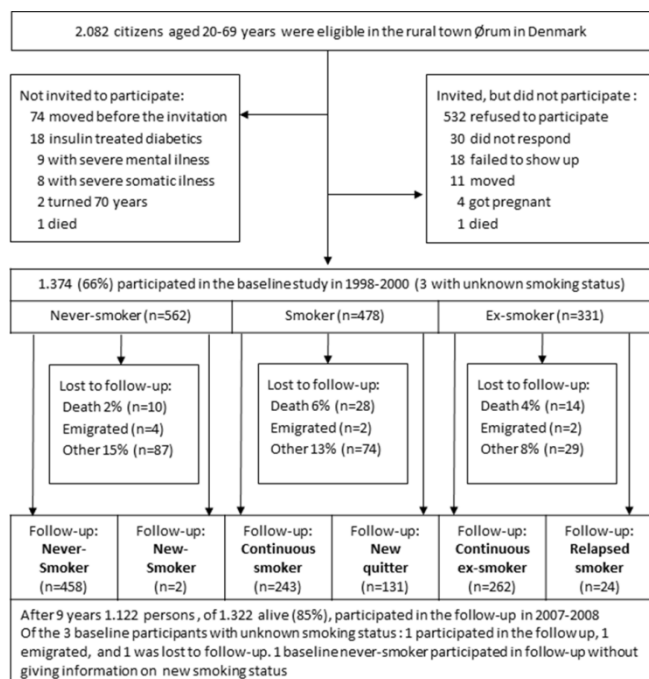 2.082 citizens aged 20-69 years were eligible in the rural town Ørum in Denmark
Not invited to participate:
74 moved before the invitation
18 insulin treated diabetics
9 with severe mental ilness
8 with severe somatic ilness
2 turned 70 years
1 died
Invited, but did not participate :
532 refused to participate
30 did not respond
18 failed to show up
11 moved
4 got pregnant
1 died
1.374 (66%) participated in the baseline study in 1998-2000 (3 with unknown smoking status)
Never-smoker (n=562)
Smoker (n=478)
Ex-smoker (n=331)
Lost to follow-up:
Death 2% (n=10)
Emigrated (n=4)
Other 15% (n=87)
Lost to follow-up:
Death 6% (n=28)
Emigrated (n=2)
Other 13% (n=74)
Lost to follow-up:
Death 4% (n=14)
Emigrated (n=2)
Other 8% (n=29)
Follow-up:
Never-
Smoker
(n=458)
Follow-up:
New-
Smoker
(n=2)
Follow-up:
Continuous
smoker
(n=243)
Follow-up:
New
quitter
(n=131)
Follow-up:
Continuous
ex-smoker
(n=262)
Follow-up:
Relapsed
smoker
(n=24)
After 9 years 1.122 persons, of 1.322 alive (85%), participated in the follow-up in 2007-2008
Of the 3 baseline participants with unknown smoking status : 1 participated in the follow up, 1
emigrated, and 1 was lost to follow-up. 1 baseline never-smoker participated in follow-up without
giving information on new smoking status